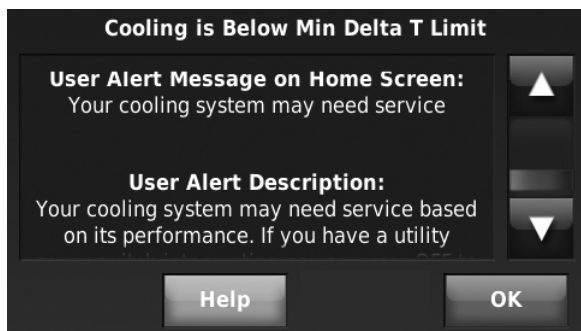 Cooling is Below Min Delta T Limit
User Alert Message on Home Screen:
Your cooling system may need service
User Alert Description:
Your cooling system may need service based
on its performance. If you have a utility
Help
OK